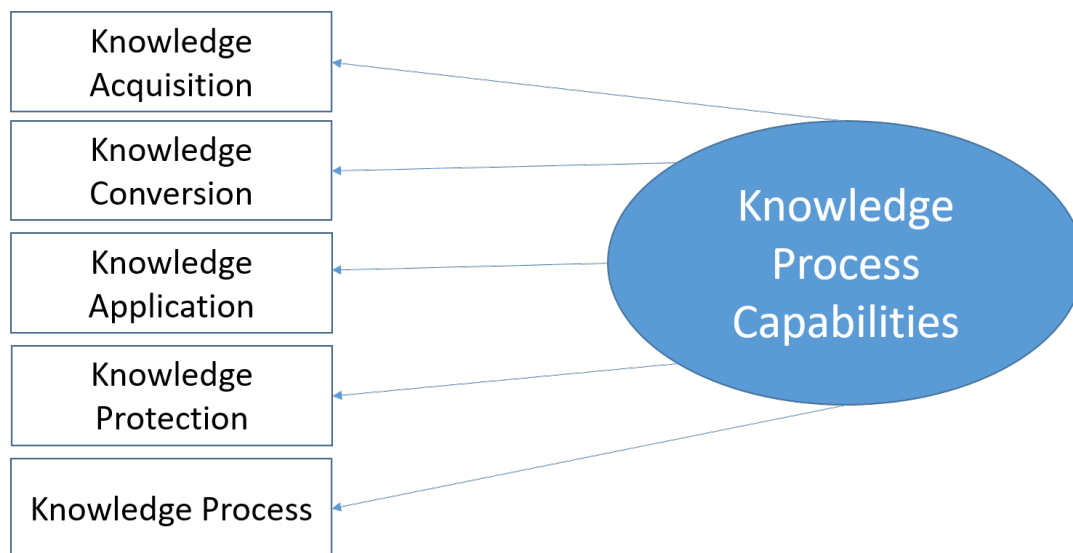 Knowledge
Acquisition
Knowledge
Conversion
Knowledge
Application
Knowledge
Protection
Knowledge Process
Knowledge
Process
Capabilities